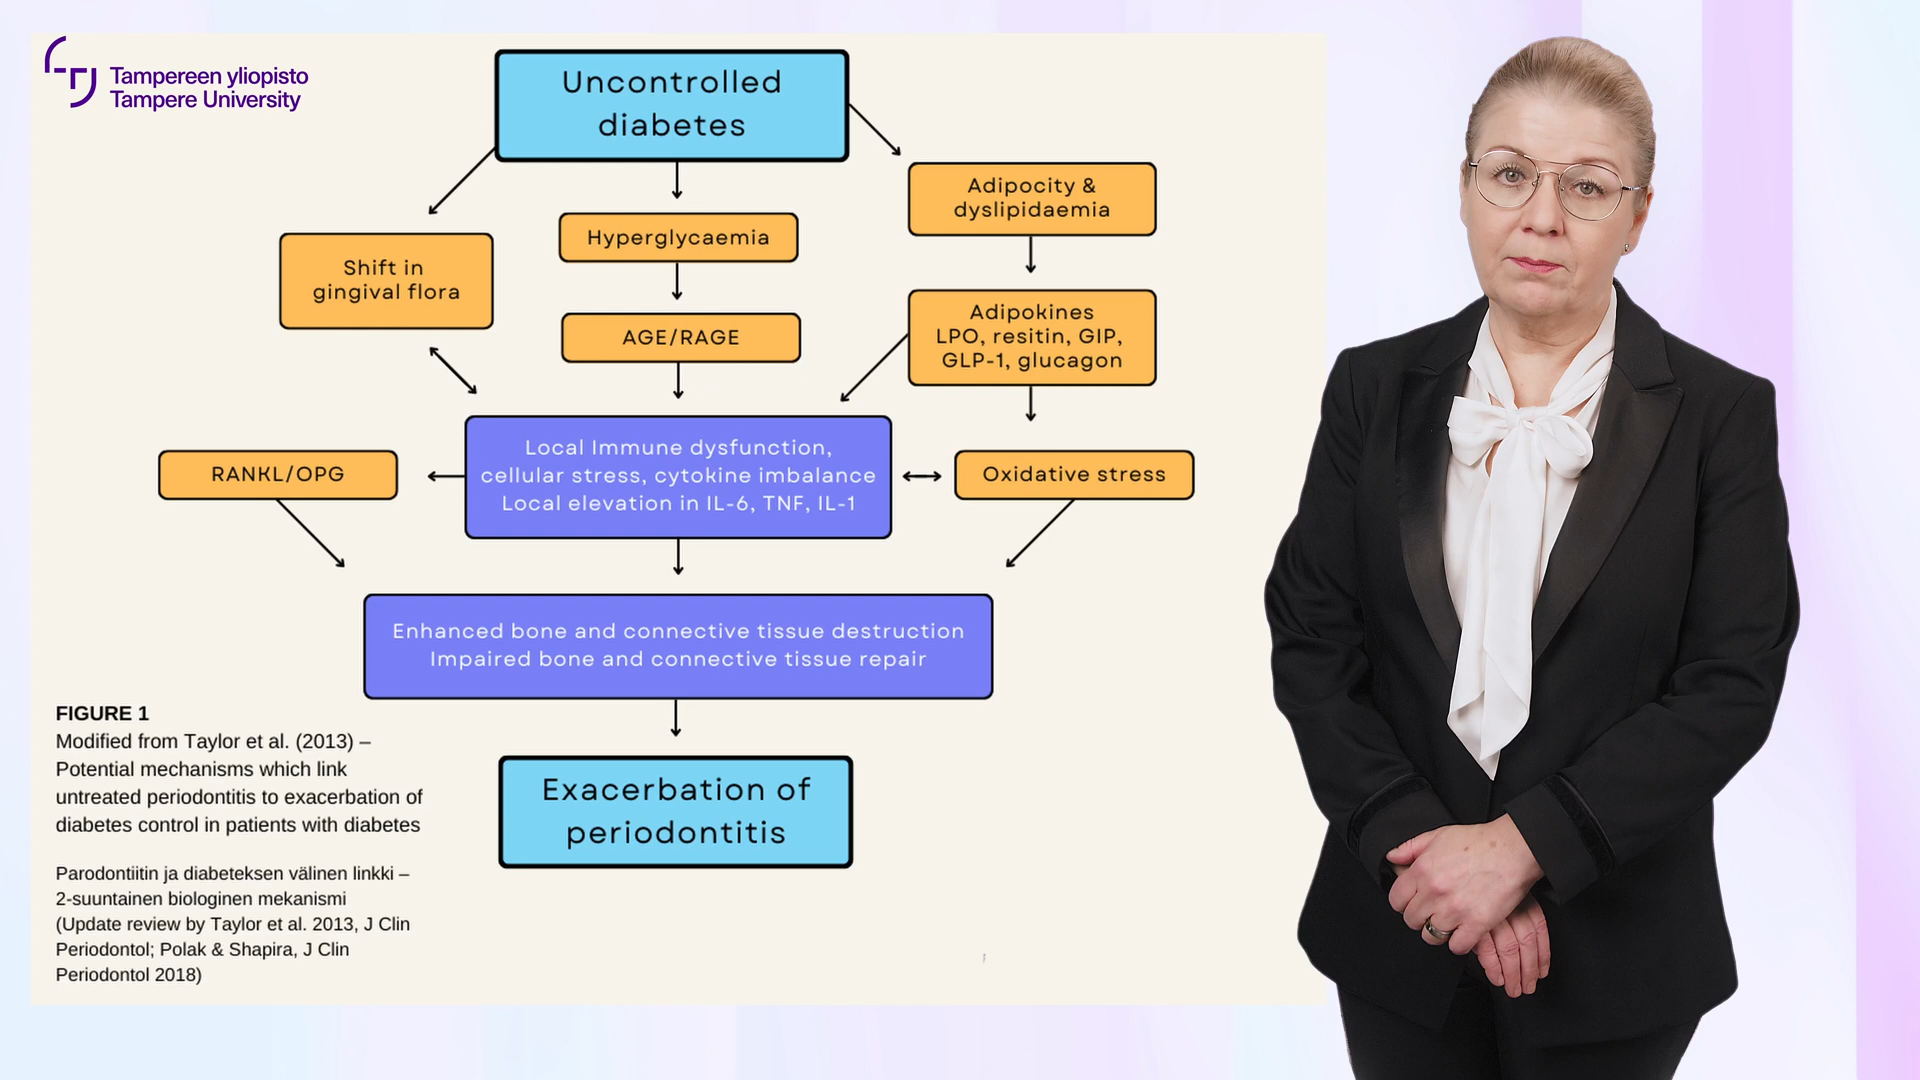 Tampereen yliopisto
Tampere University
Uncontrolled
diabetes
Adipocity &
dyslipidaemia
Hyperglycaemia
Shift in
gingival flora
Adipokines
LPO, resitin, GIP,
GLP-1, glucagon
AGE/RAGE
Local Immune dysfunction,
cellular stress, cytokine imbalance
Local elevation in IL-6, TNF, IL-1
RANKL/OPG
Oxidative stress
Enhanced bone and connective tissue destruction
Impaired bone and connective tissue repair
Exacerbation of
periodontitis
FIGURE 1
Modified from Taylor et al. (2013) –
Potential mechanisms which link
untreated periodontitis to exacerbation of
diabetes control in patients with diabetes
Parodontiitin ja diabeteksen välinen linkki –
2-suuntainen biologinen mekanismi
(Update review by Taylor et al. 2013, J Clin
Periodontol; Polak & Shapira, J Clin
Periodontol 2018)